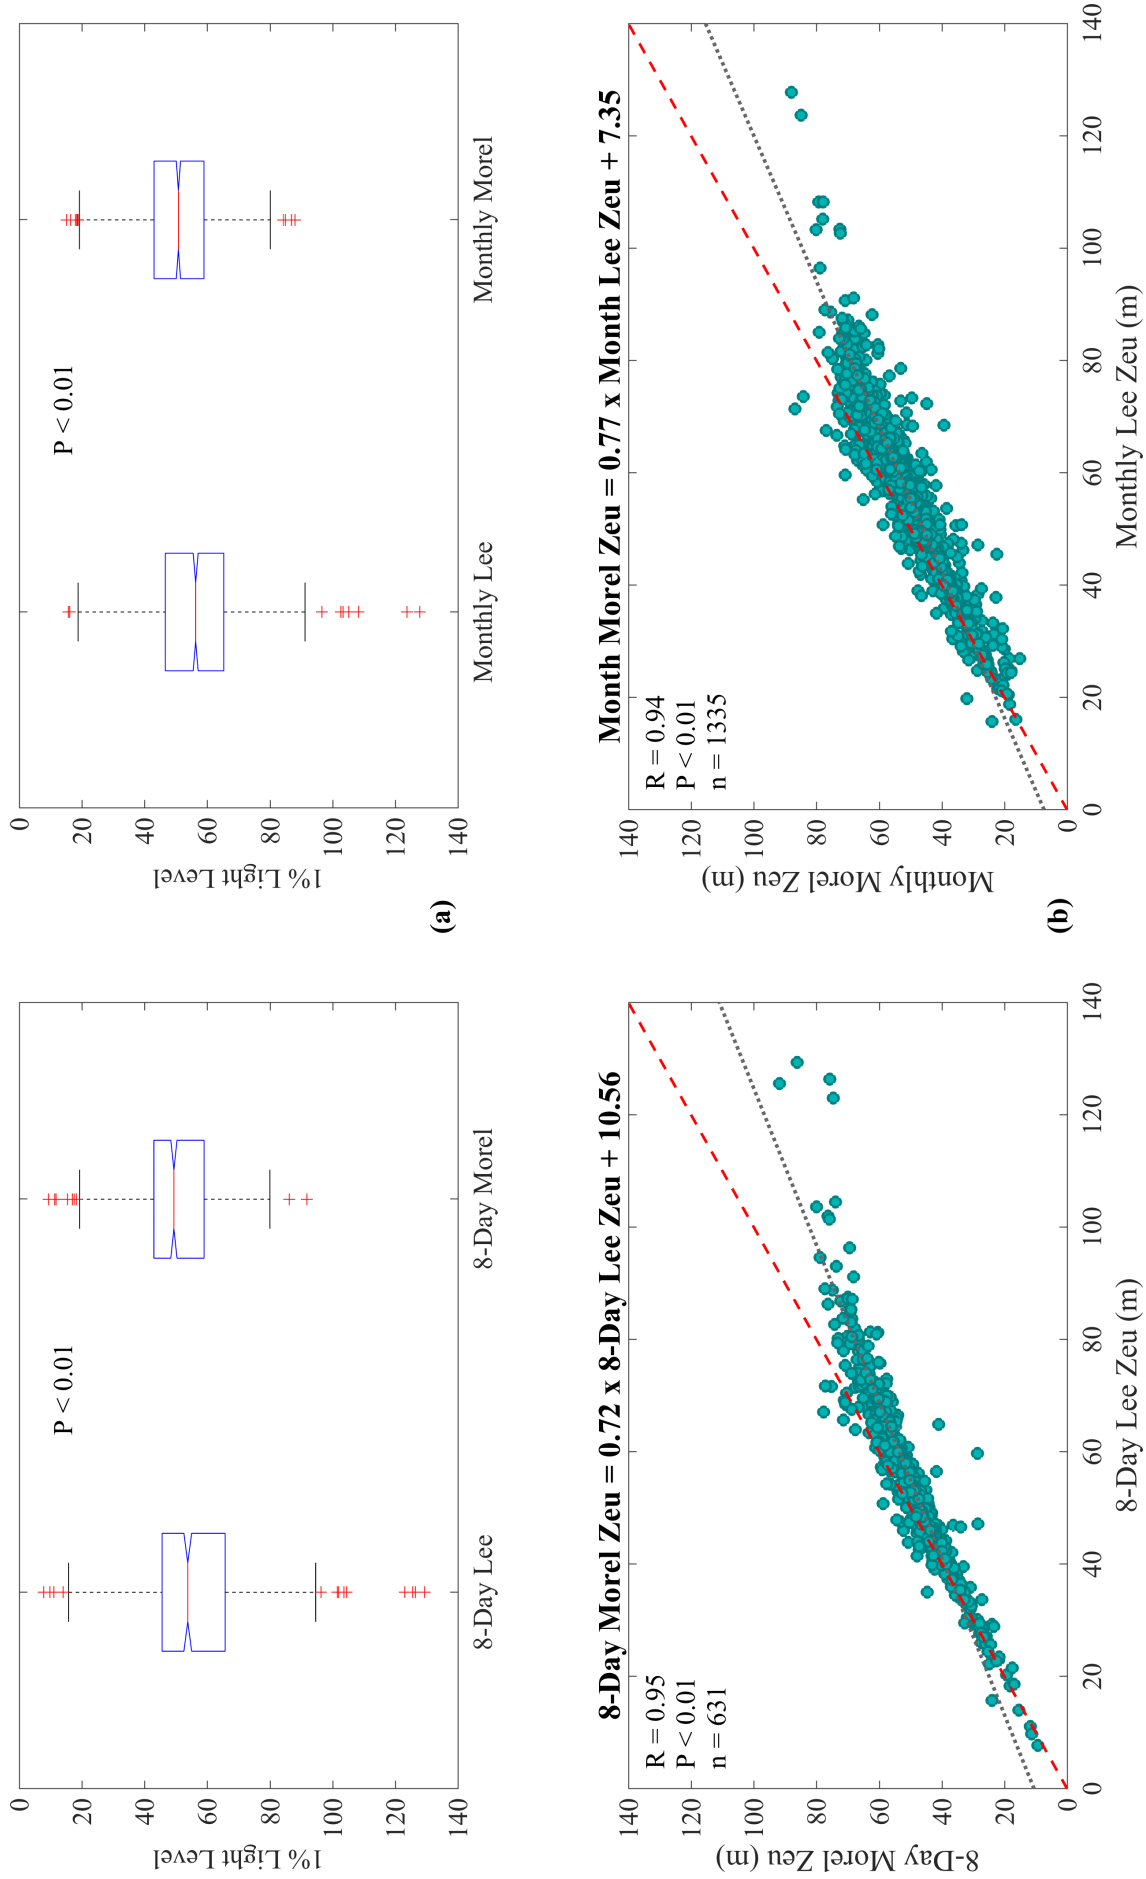 0
20
40
60
80
100
120
140
1% Light Level
P < 0.01
8-Day Lee
8-Day Morel
0
20
40
60
80
100
120
140
1% Light Level
P < 0.01
Monthly Lee
Monthly Morel
(a)
8-Day Morel Zeu = 0.72 x 8-Day Lee Zeu + 10.56
R = 0.95
P < 0.01
n = 631
140
120
100
80
60
40
20
0
8-Day Morel Zeu (m)
0
20
40
60
80
100
120
140
8-Day Lee Zeu (m)
Month Morel Zeu = 0.77 x Month Lee Zeu + 7.35
R = 0.94
P < 0.01
n = 1335
140
120
100
80
60
40
20
0
Monthly Morel Zeu (m)
0
20
40
60
80
100
120
140
Monthly Lee Zeu (m)
(b)